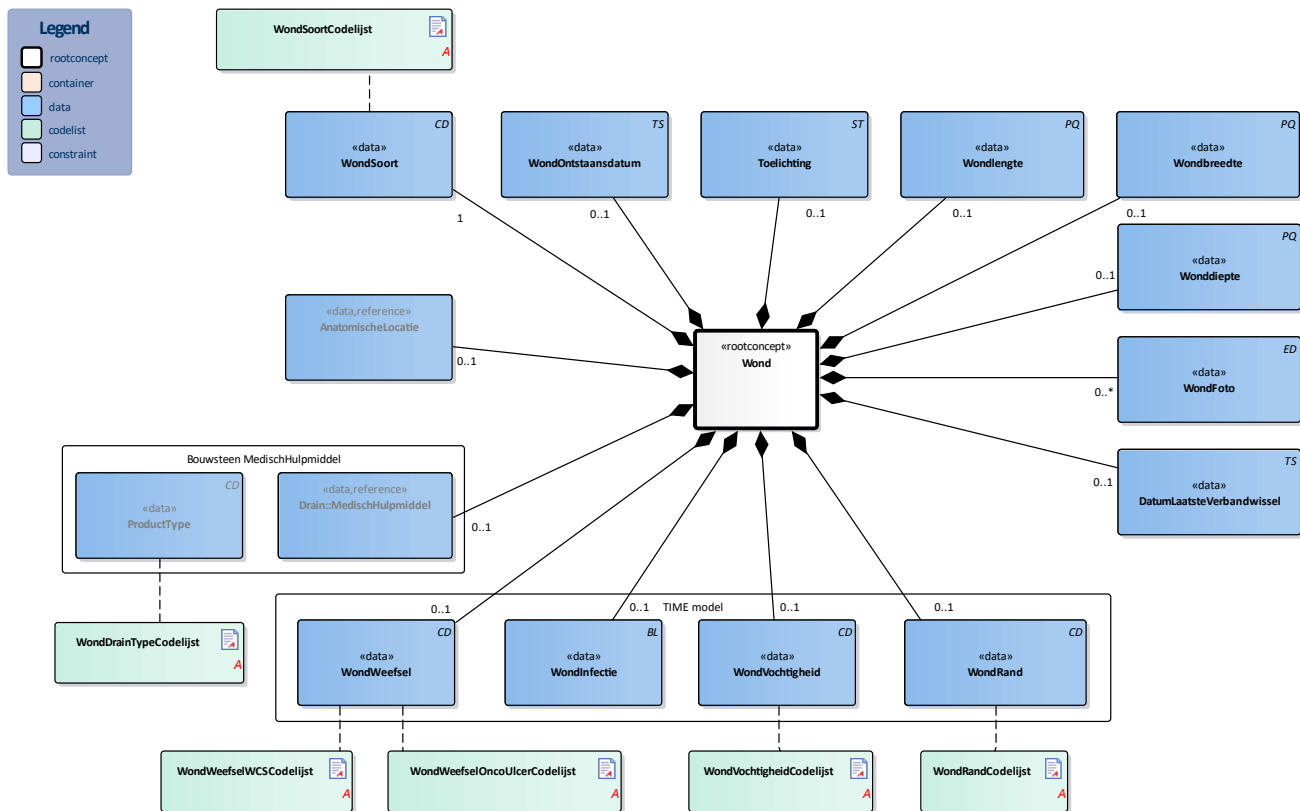 Legend
rootconcept
container
data
codelist
constraint
WondSoortCodelijst
A
CD
«data»
WondSoort
1
TS
«data»
WondOntstaansdatum
0..1
ST
«data»
Toelichting
0..1
PQ
«data»
Wondlengte
0..1
PQ
«data»
Wondbreedte
0..1
PQ
«data»
Wonddiepte
0..1
«data,reference»
AnatomischeLocatie
0..1
«rootconcept»
Wond
ED
«data»
WondFoto
0..*
TS
«data»
DatumLaatsteVerbandwissel
0..1
Bouwsteen MedischHulpmiddel
CD
«data»
ProductType
«data,reference»
Drain::MedischHulpmiddel
0..1
WondDrainTypeCodelijst
A
TIME model
0..1
CD
«data»
WondWeefsel
0..1
BL
«data»
WondInfectie
0..1
CD
«data»
WondVochtigheid
0..1
CD
«data»
WondRand
WondWeefselWCSCodelijst
A
WondWeefselOncoUlcerCodelijst
A
WondVochtigheidCodelijst
A
WondRandCodelijst
A